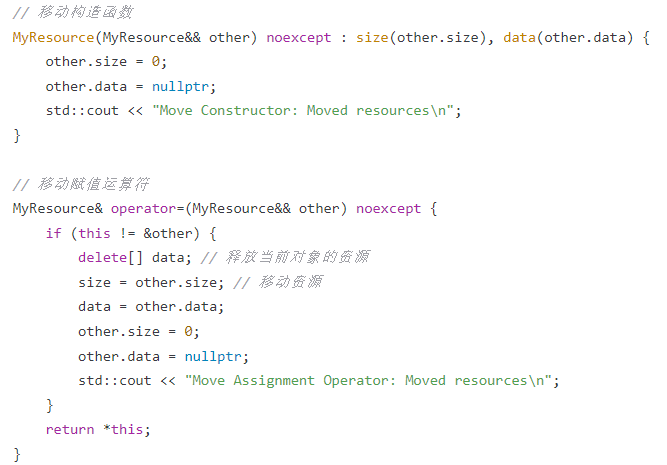 // 移动构造函数
MyResource(MyResource&& other) noexcept : size(other.size), data(other.data) {
    other.size = 0;
    other.data = nullptr;
    std::cout << "Move Constructor: Moved resources\n";
}

// 移动赋值运算符
MyResource& operator=(MyResource&& other) noexcept {
    if (this != &other) {
        delete[] data; // 释放当前对象的资源
        size = other.size; // 移动资源
        data = other.data;
        other.size = 0;
        other.data = nullptr;
        std::cout << "Move Assignment Operator: Moved resources\n";
    }
    return *this;
}